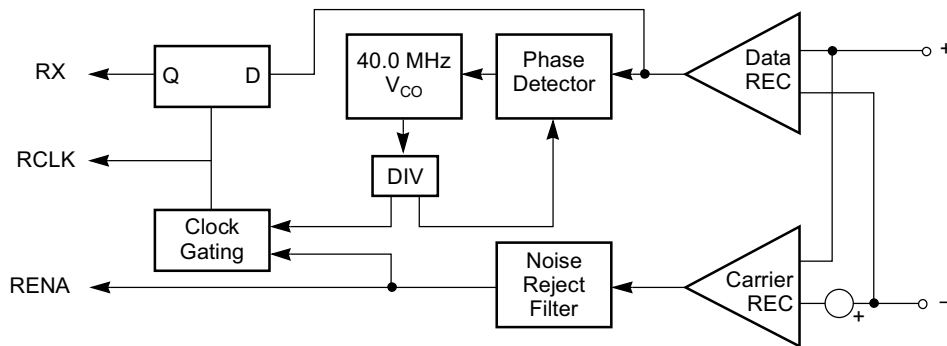 RX
Q
D
40.0 MHz
VCO
Phase
Detector
Data
REC
+
RCLK
DIV
Clock
Gating
RENA
Noise
Reject
Filter
Carrier
REC
+
–